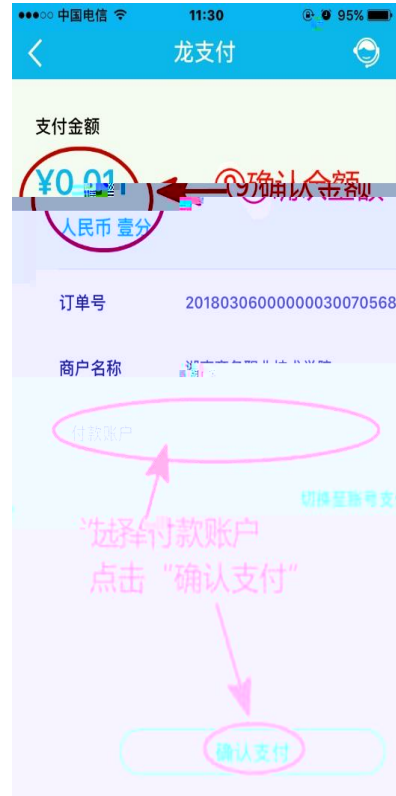 中国电信 11:30 95%
龙支付
支付金额
¥0.01
确认金额
人民币 壹分
订单号 20180306000000030070568
商户名称
付款账户
切换至账号支
选择付款账户
点击“确认支付”
确认支付